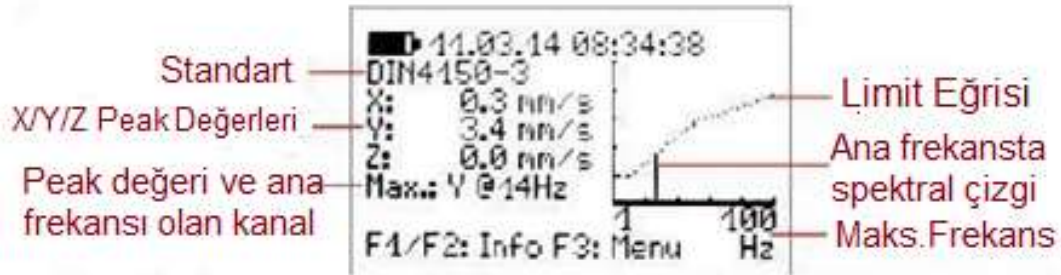 11.03.14 08:34:38
Standart
DIN4150-3
X/Y/Z Peak Değerleri
X: 0.3 mm/s
Y: 3.4 mm/s
Z: 0.0 mm/s
Peak değeri ve ana
frekansı olan kanal
Max.: Y @14Hz
1 100
Hz
F1/F2: Info F3: Menu
Limit Eğrisi
Ana frekansta
spektral çizgi
Maks.Frekans